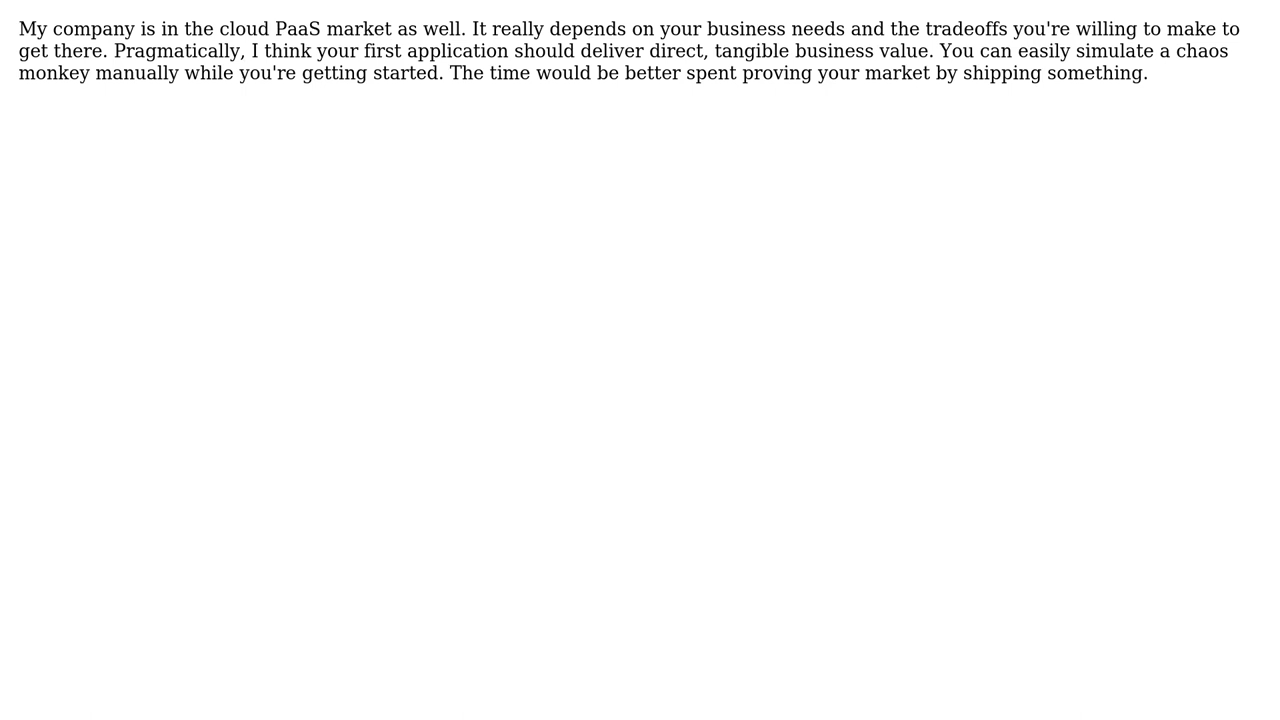 My company is in the cloud PaaS market as well. It really depends on your business needs and the tradeoffs you're willing to make to
get there. Pragmatically, I think your first application should deliver direct, tangible business value. You can easily simulate a chaos
monkey manually while you're getting started. The time would be better spent proving your market by shipping something.